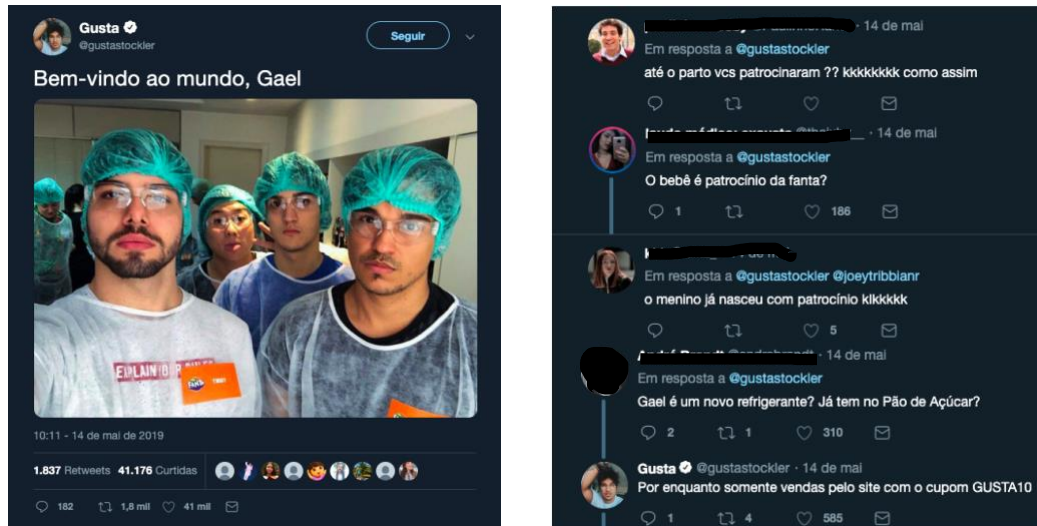 Gusta
@gustastockler
Seguir
Bem-vindo ao mundo, Gael
Fanta
10:11 - 14 de mai de 2019
1.837 Retweets 41.176 Curtidas
182 1,8 mil 41 mil
· 14 de mai
Em resposta a @gustastockler
até o parto vcs patrocinaram ?? kkkkkkkk como assim
· 14 de mai
Em resposta a @gustastockler
O bebê é patrocínio da fanta?
1 186
Em resposta a @gustastockler @joeytribbianr
o menino já nasceu com patrocínio klkkkkk
5
· 14 de mai
Em resposta a @gustastockler
Gael é um novo refrigerante? Já tem no Pão de Açúcar?
2 1 310
Gusta @gustastockler · 14 de mai
Por enquanto somente vendas pelo site com o cupom GUSTA10
1 4 585